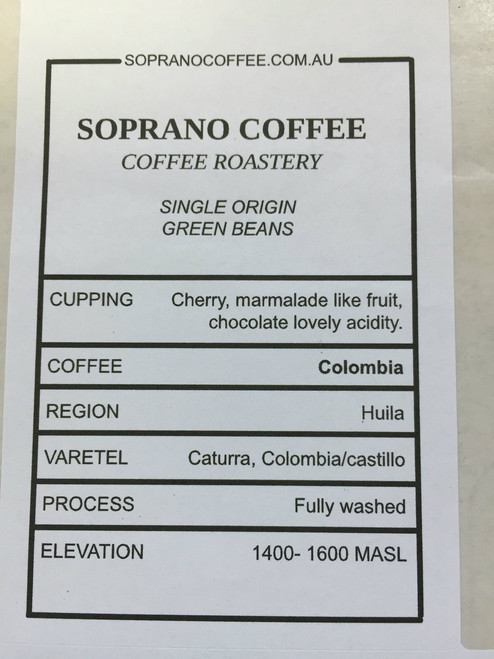 SOPRANOCOFFEE.COM.AU
SOPRANO COFFEE
COFFEE ROASTERY
SINGLE ORIGIN
GREEN BEANS
CUPPING Cherry, marmalade like fruit,
chocolate lovely acidity.
COFFEE Colombia
REGION Huila
VARETEL Caturra, Colombia/castillo
PROCESS Fully washed
ELEVATION 1400- 1600 MASL